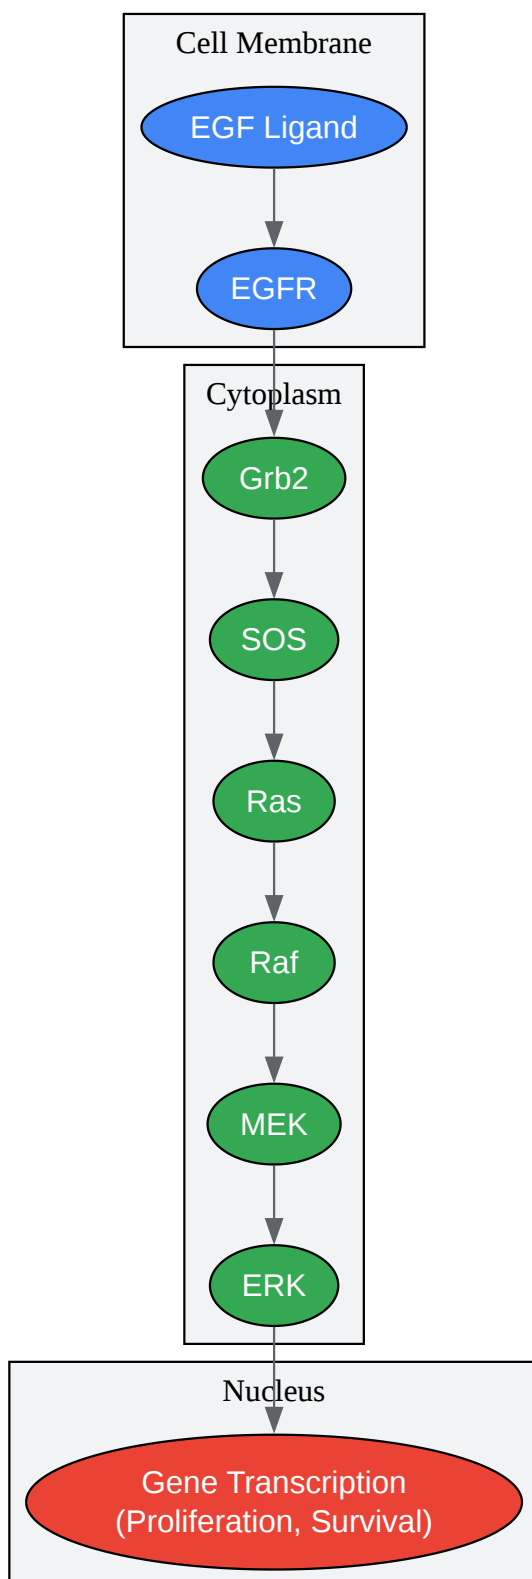 Cell Membrane
EGF Ligand
EGFR
Cytoplasm
Grb2
SOS
Ras
Raf
MEK
ERK
Nucleus
Gene Transcription
(Proliferation, Survival)